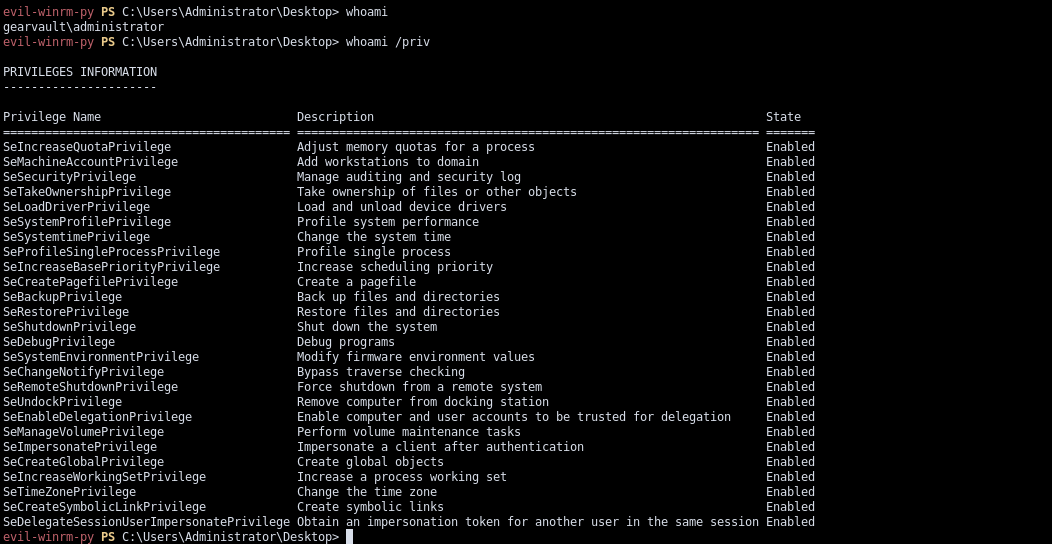 evil-winrm-py PS C:\Users\Administrator\Desktop> whoami
gearvault\administrator
evil-winrm-py PS C:\Users\Administrator\Desktop> whoami /priv

PRIVILEGES INFORMATION
----------------------

Privilege Name                            Description                                                        State
========================================= ================================================================== =======
SeIncreaseQuotaPrivilege                  Adjust memory quotas for a process                                 Enabled
SeMachineAccountPrivilege                 Add workstations to domain                                         Enabled
SeSecurityPrivilege                       Manage auditing and security log                                   Enabled
SeTakeOwnershipPrivilege                  Take ownership of files or other objects                           Enabled
SeLoadDriverPrivilege                     Load and unload device drivers                                     Enabled
SeSystemProfilePrivilege                  Profile system performance                                         Enabled
SeSystemtimePrivilege                     Change the system time                                             Enabled
SeProfileSingleProcessPrivilege           Profile single process                                             Enabled
SeIncreaseBasePriorityPrivilege           Increase scheduling priority                                       Enabled
SeCreatePagefilePrivilege                 Create a pagefile                                                  Enabled
SeBackupPrivilege                         Back up files and directories                                      Enabled
SeRestorePrivilege                        Restore files and directories                                      Enabled
SeShutdownPrivilege                       Shut down the system                                               Enabled
SeDebugPrivilege                          Debug programs                                                     Enabled
SeSystemEnvironmentPrivilege              Modify firmware environment values                                 Enabled
SeChangeNotifyPrivilege                   Bypass traverse checking                                           Enabled
SeRemoteShutdownPrivilege                 Force shutdown from a remote system                                Enabled
SeUndockPrivilege                         Remove computer from docking station                               Enabled
SeEnableDelegationPrivilege               Enable computer and user accounts to be trusted for delegation     Enabled
SeManageVolumePrivilege                   Perform volume maintenance tasks                                   Enabled
SeImpersonatePrivilege                    Impersonate a client after authentication                          Enabled
SeCreateGlobalPrivilege                   Create global objects                                              Enabled
SeIncreaseWorkingSetPrivilege             Increase a process working set                                     Enabled
SeTimeZonePrivilege                       Change the time zone                                               Enabled
SeCreateSymbolicLinkPrivilege             Create symbolic links                                              Enabled
SeDelegateSessionUserImpersonatePrivilege Obtain an impersonation token for another user in the same session Enabled
evil-winrm-py PS C:\Users\Administrator\Desktop>